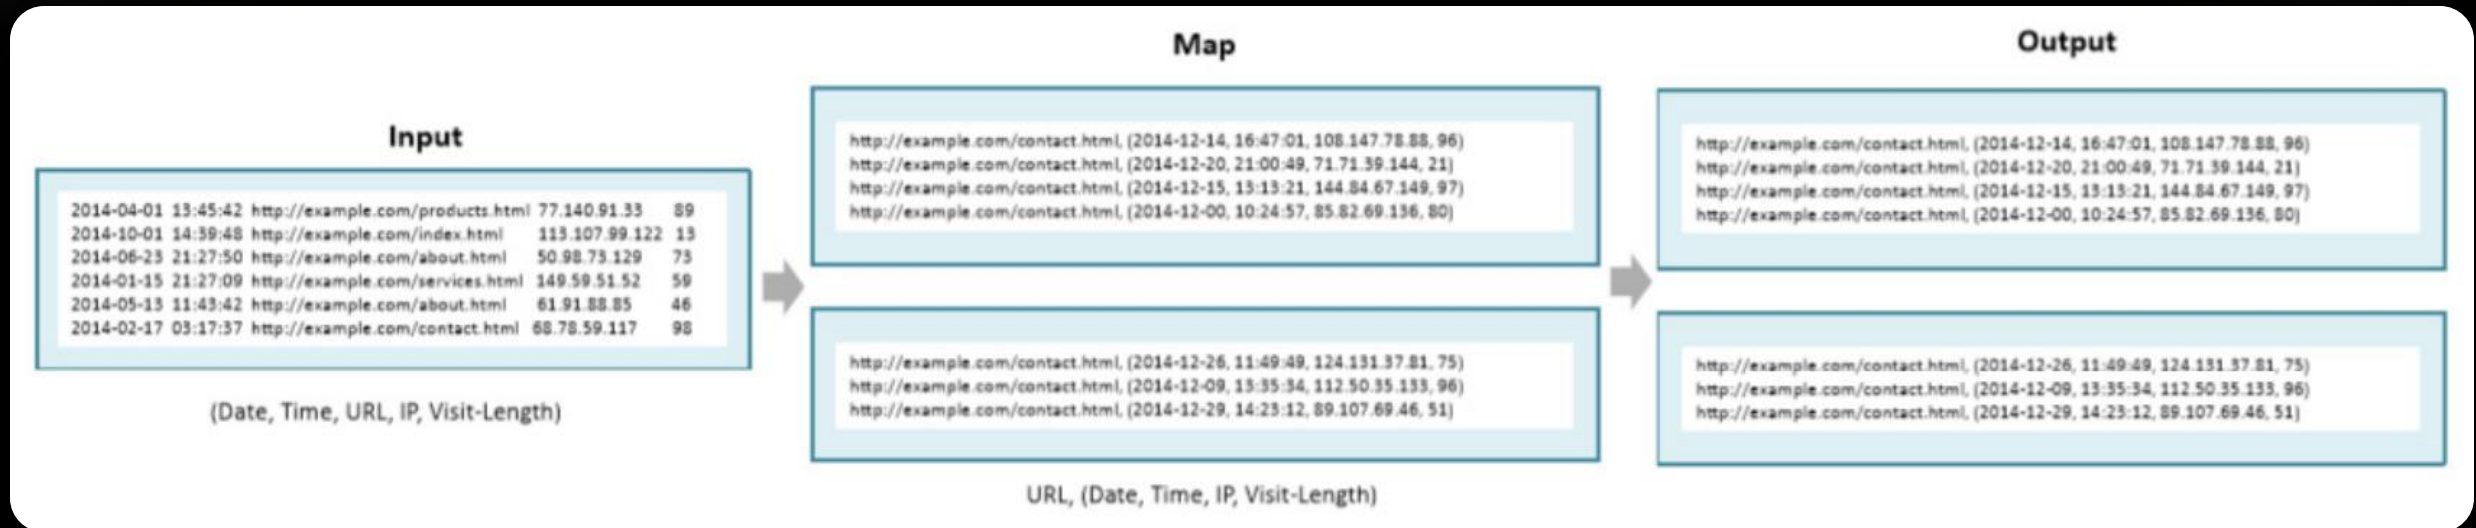 Input
2014-04-01 13:45:42 http://example.com/products.html 77.140.91.33 89
2014-10-01 14:39:48 http://example.com/index.html 113.107.99.122 13
2014-06-23 21:27:50 http://example.com/about.html 50.98.73.129 73
2014-01-15 21:27:09 http://example.com/services.html 149.59.51.52 59
2014-05-13 11:43:42 http://example.com/about.html 61.91.88.85 46
2014-02-17 03:17:37 http://example.com/contact.html 68.78.59.117 98
(Date, Time, URL, IP, Visit-Length)
Map
http://example.com/contact.html, (2014-12-14, 16:47:01, 108.147.78.88, 96)
http://example.com/contact.html, (2014-12-20, 21:00:49, 71.71.39.144, 21)
http://example.com/contact.html, (2014-12-15, 13:13:21, 144.84.67.149, 97)
http://example.com/contact.html, (2014-12-00, 10:24:57, 85.82.69.136, 80)
http://example.com/contact.html, (2014-12-26, 11:49:49, 124.131.37.81, 75)
http://example.com/contact.html, (2014-12-09, 13:35:34, 112.50.35.133, 96)
http://example.com/contact.html, (2014-12-29, 14:23:12, 89.107.69.46, 51)
URL, (Date, Time, IP, Visit-Length)
Output
http://example.com/contact.html, (2014-12-14, 16:47:01, 108.147.78.88, 96)
http://example.com/contact.html, (2014-12-20, 21:00:49, 71.71.39.144, 21)
http://example.com/contact.html, (2014-12-15, 13:13:21, 144.84.67.149, 97)
http://example.com/contact.html, (2014-12-00, 10:24:57, 85.82.69.136, 80)
http://example.com/contact.html, (2014-12-26, 11:49:49, 124.131.37.81, 75)
http://example.com/contact.html, (2014-12-09, 13:35:34, 112.50.35.133, 96)
http://example.com/contact.html, (2014-12-29, 14:23:12, 89.107.69.46, 51)